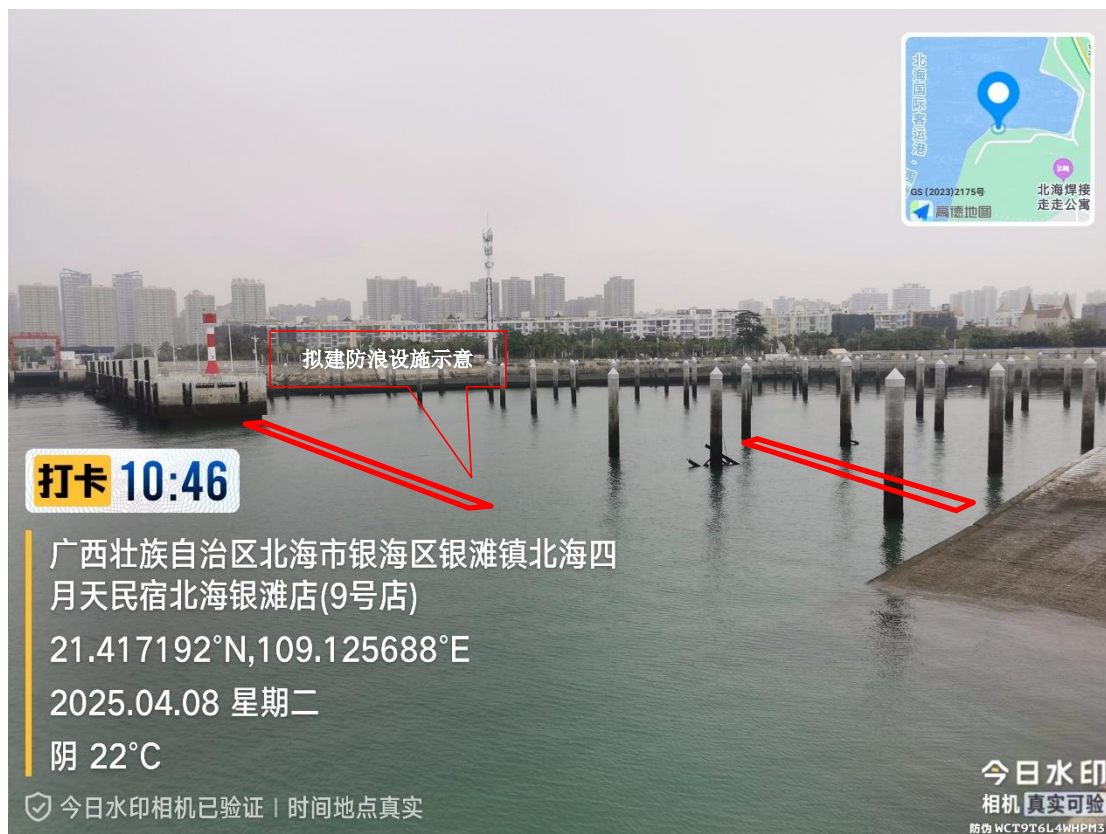 北海国际客运港
GS (2023)2175号
高德地图
北海焊接
走走公寓
拟建防浪设施示意
打卡 10:46
广西壮族自治区北海市银海区银滩镇北海四
月天民宿北海银滩店(9号店)
21.417192°N,109.125688°E
2025.04.08 星期二
阴 22°C
今日水印相机已验证 | 时间地点真实
今日水印
相机 真实可验
防伪 WCT9T6L4WHPM3